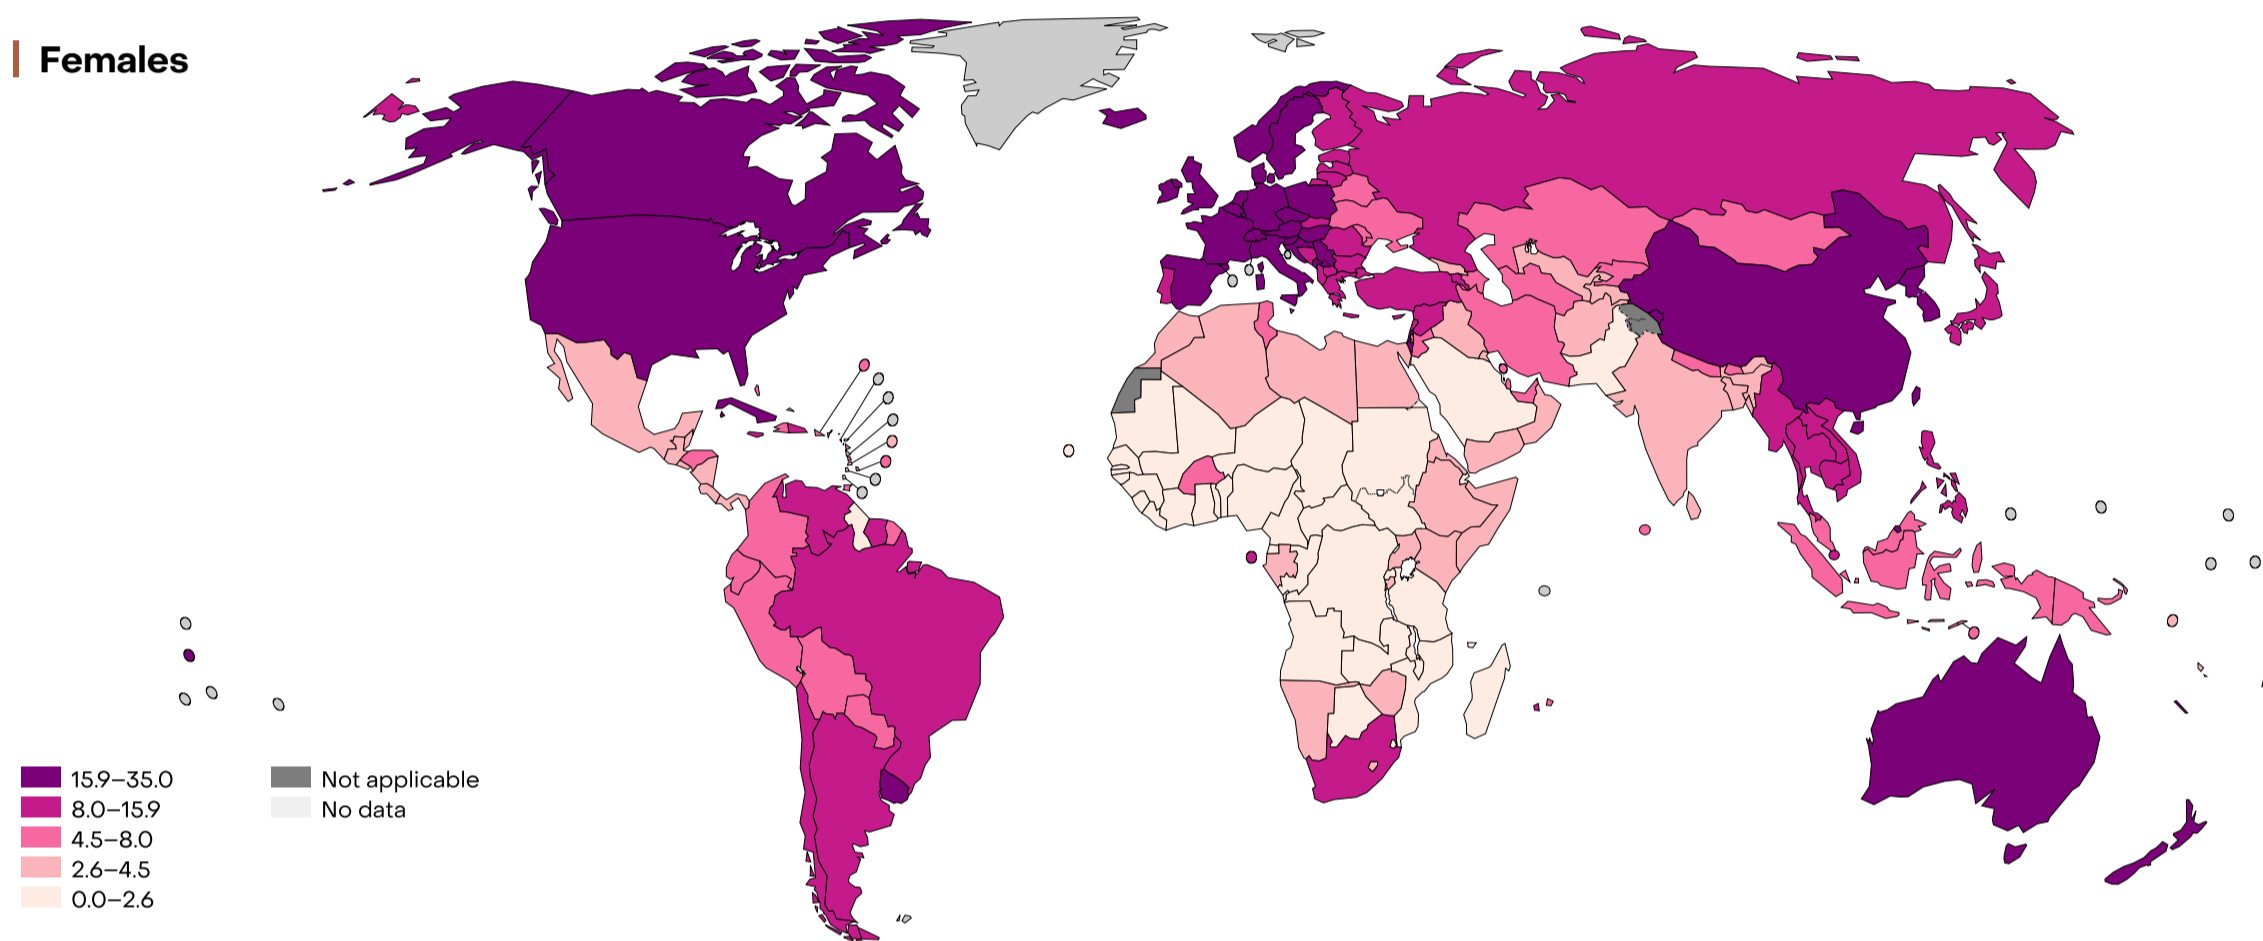 Females
15.9–35.0
8.0–15.9
4.5–8.0
2.6–4.5
0.0–2.6
Not applicable
No data